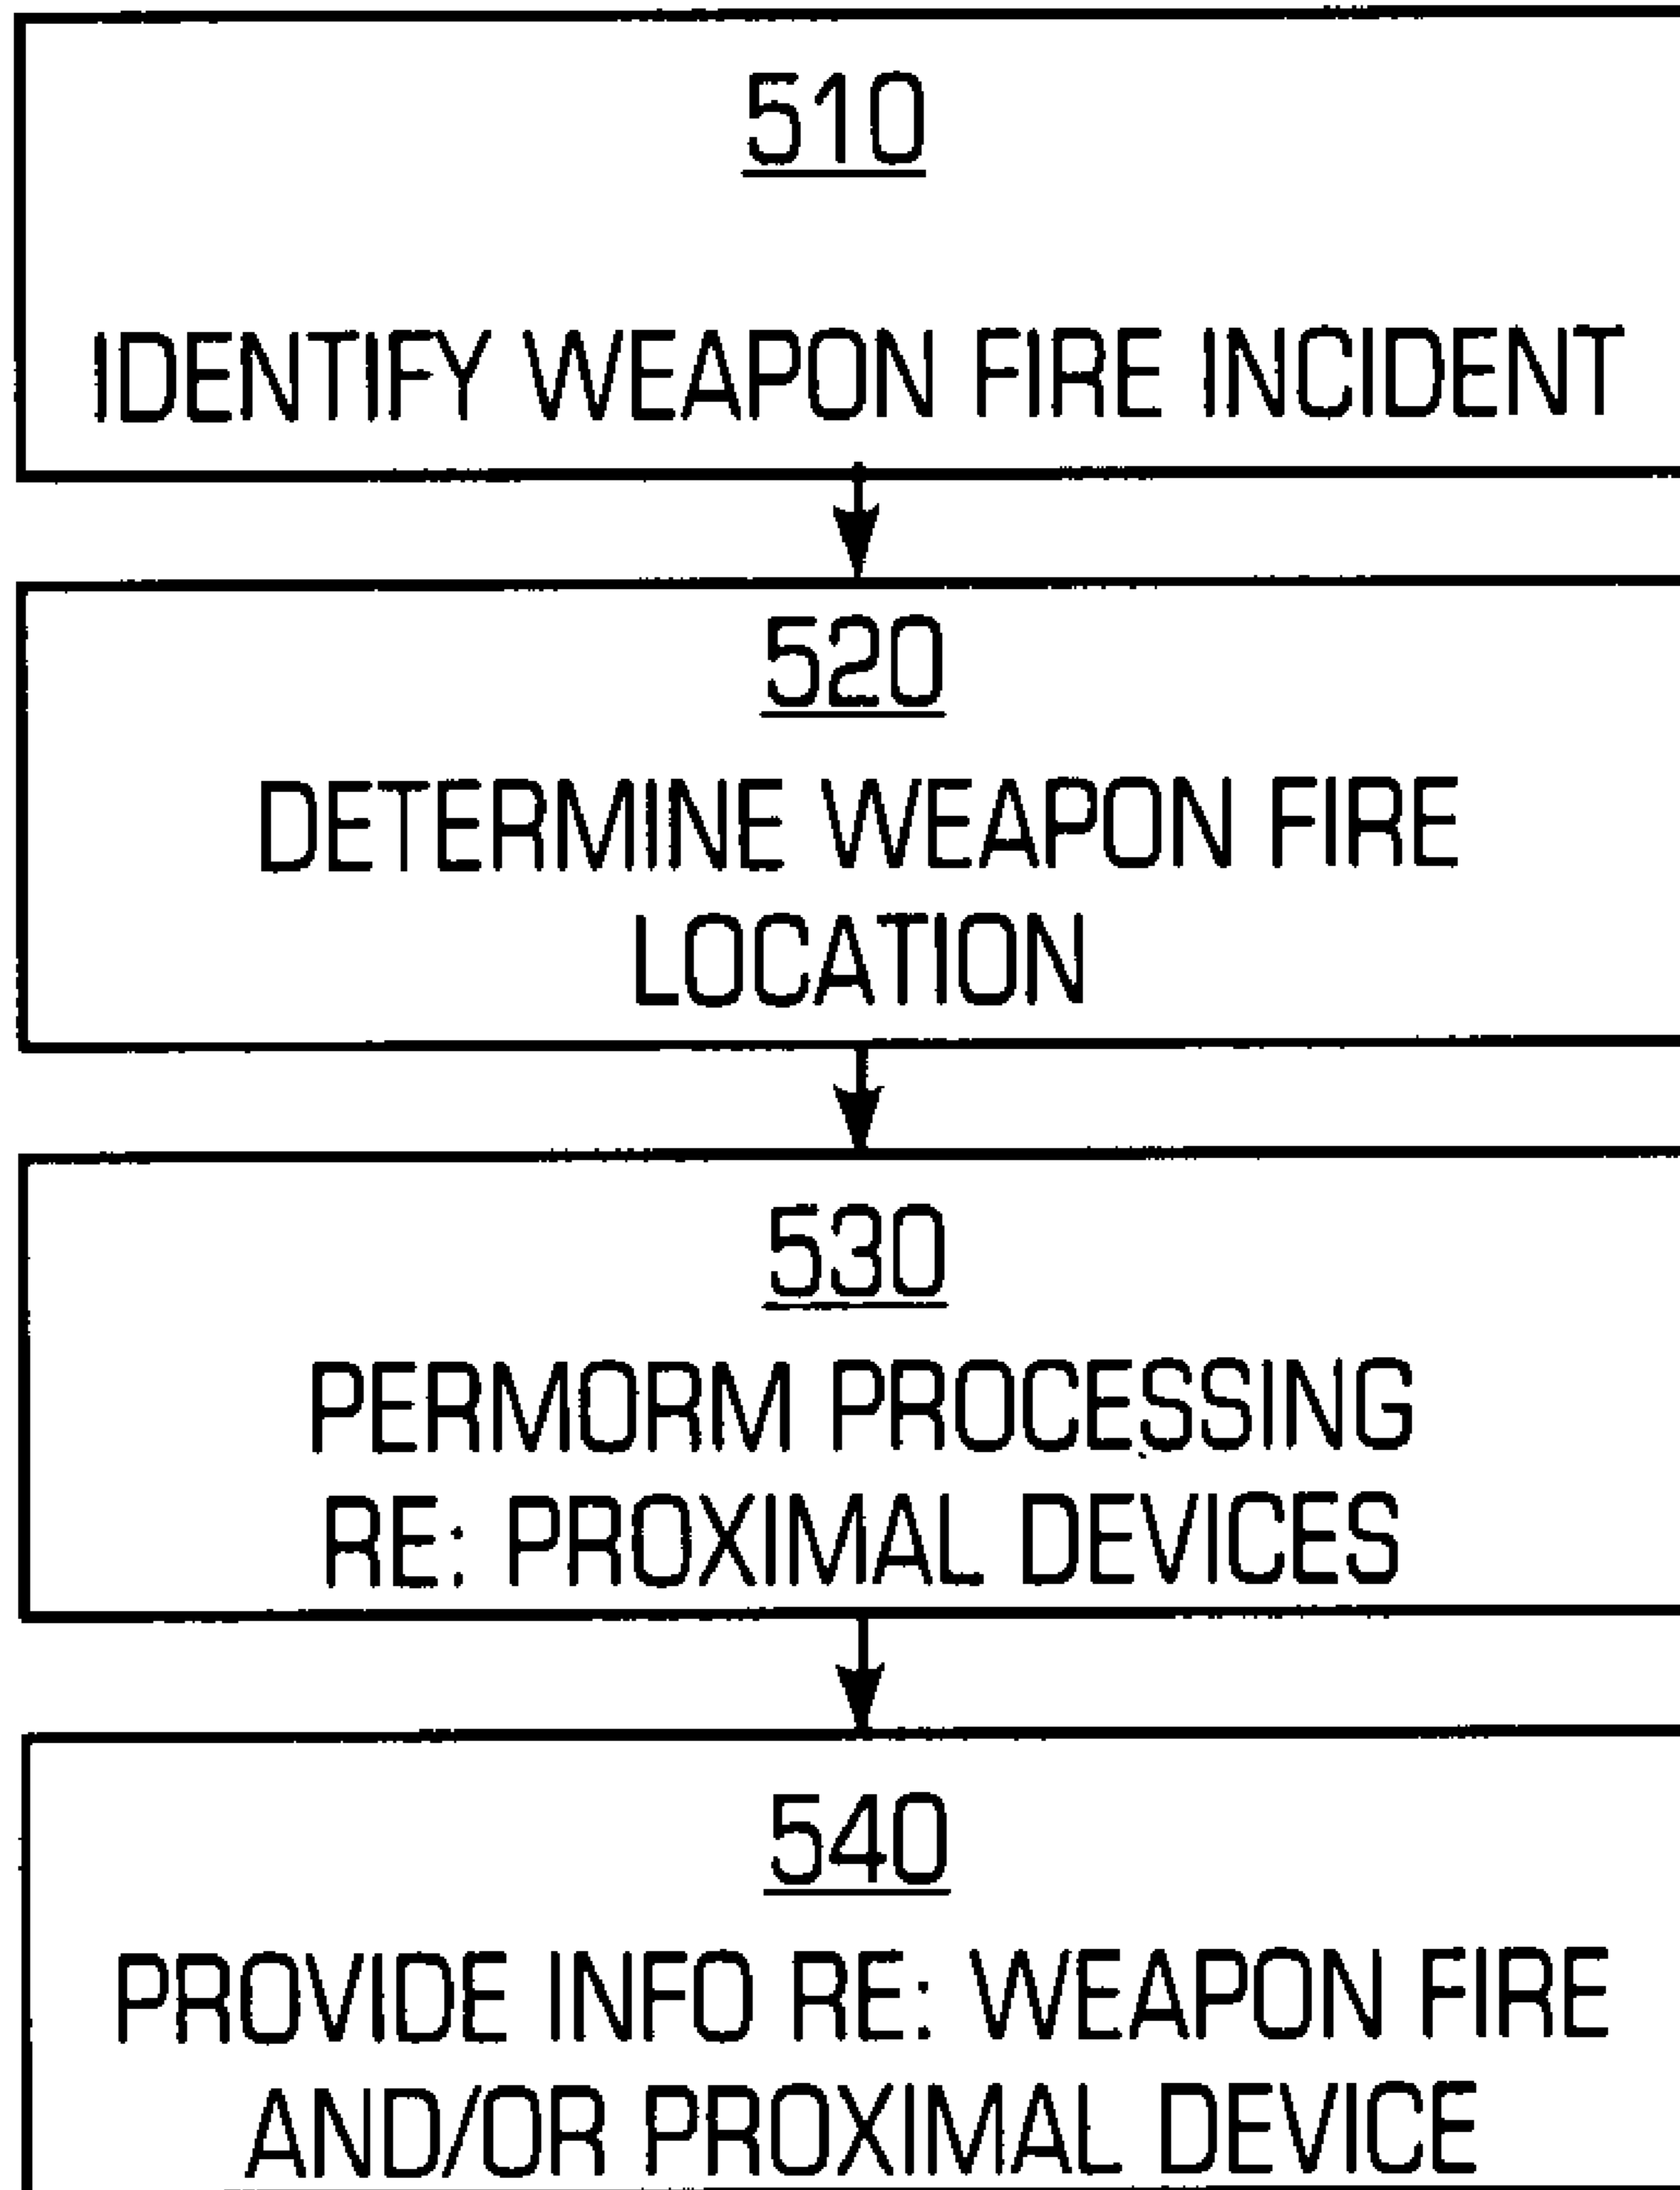 510
IDENTIFY WEAPON FIRE INCIDENT
520
DETERMINE WEAPON FIRE
LOCATION
530
PERMORM PROCESSING
RE: PROXIMAL DEVICES
540
PROVIDE INFO RE: WEAPON FIRE
AND/OR PROXIMAL DEVICE